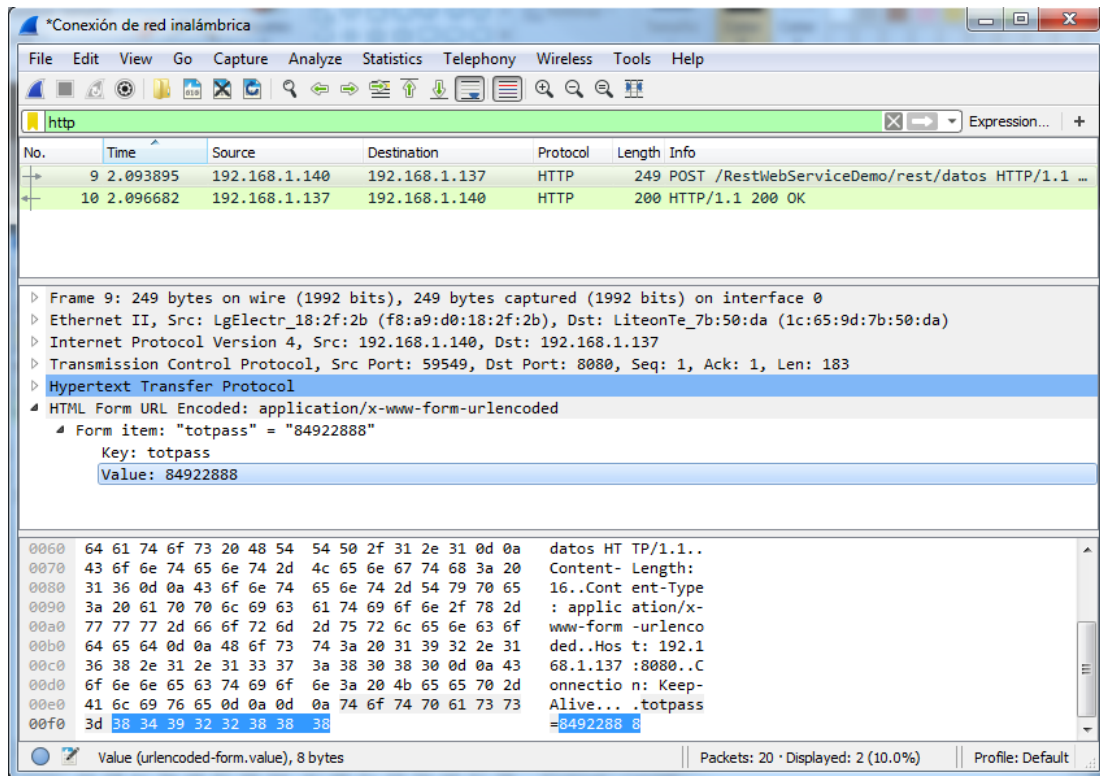 *Conexión de red inalámbrica
File Edit View Go Capture Analyze Statistics Telephony Wireless Tools Help
http Expression... +
No. Time Source Destination Protocol Length Info
9 2.093895 192.168.1.140 192.168.1.137 HTTP 249 POST /RestWebServiceDemo/rest/datos HTTP/1.1 …
10 2.096682 192.168.1.137 192.168.1.140 HTTP 200 HTTP/1.1 200 OK
Frame 9: 249 bytes on wire (1992 bits), 249 bytes captured (1992 bits) on interface 0
Ethernet II, Src: LgElectr_18:2f:2b (f8:a9:d0:18:2f:2b), Dst: LiteonTe_7b:50:da (1c:65:9d:7b:50:da)
Internet Protocol Version 4, Src: 192.168.1.140, Dst: 192.168.1.137
Transmission Control Protocol, Src Port: 59549, Dst Port: 8080, Seq: 1, Ack: 1, Len: 183
Hypertext Transfer Protocol
HTML Form URL Encoded: application/x-www-form-urlencoded
Form item: "totpass" = "84922888"
Key: totpass
Value: 84922888
0060 64 61 74 6f 73 20 48 54 54 50 2f 31 2e 31 0d 0a datos HT TP/1.1..
0070 43 6f 6e 74 65 6e 74 2d 4c 65 6e 67 74 68 3a 20 Content- Length:
0080 31 36 0d 0a 43 6f 6e 74 65 6e 74 2d 54 79 70 65 16..Cont ent-Type
0090 3a 20 61 70 70 6c 69 63 61 74 69 6f 6e 2f 78 2d : applic ation/x-
00a0 77 77 77 2d 66 6f 72 6d 2d 75 72 6c 65 6e 63 6f www-form -urlenco
00b0 64 65 64 0d 0a 48 6f 73 74 3a 20 31 39 32 2e 31 ded..Hos t: 192.1
00c0 36 38 2e 31 2e 31 33 37 3a 38 30 38 30 0d 0a 43 68.1.137 :8080..C
00d0 6f 6e 6e 65 63 74 69 6f 6e 3a 20 4b 65 65 70 2d onnectio n: Keep-
00e0 41 6c 69 76 65 0d 0a 0d 0a 74 6f 74 70 61 73 73 Alive... .totpass
00f0 3d 38 34 39 32 32 38 38 38 =8492288 8
Value (urlencoded-form.value), 8 bytes Packets: 20 · Displayed: 2 (10.0%) Profile: Default